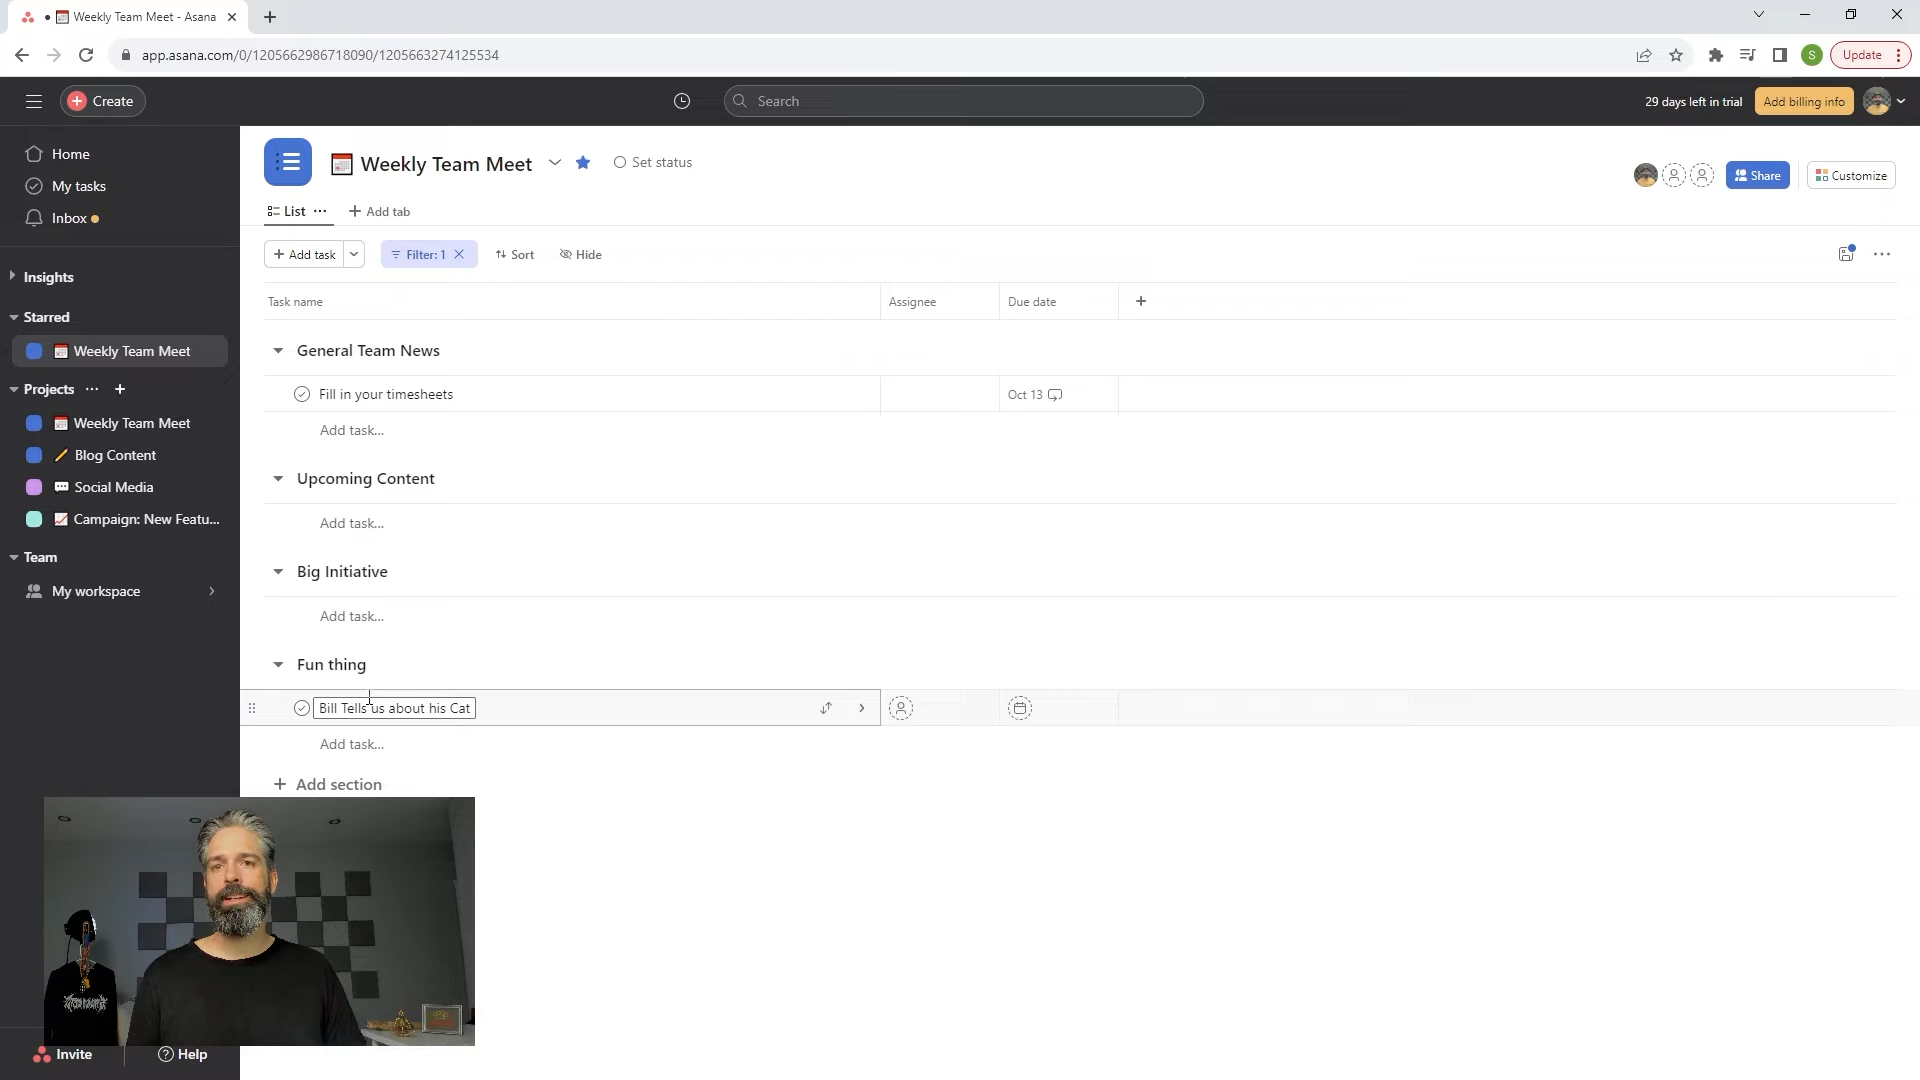 Weekly Team Meet - Asana
app.asana.com/0/1205662986718090/1205663274125534
S
Update
Create
Search
29 days left in trial
Add billing info
Home
My tasks
Inbox
Insights
Starred
Weekly Team Meet
Projects
Weekly Team Meet
Blog Content
Social Media
Campaign: New Featu...
Team
My workspace
Invite
Help
Weekly Team Meet
Set status
Share
Customize
List
Add tab
Add task
Filter: 1
Sort
Hide
Task name
Assignee
Due date
General Team News
Fill in your timesheets
Oct 13
Add task...
Upcoming Content
Add task...
Big Initiative
Add task...
Fun thing
Bill Tells us about his Cat
Add task...
Add section